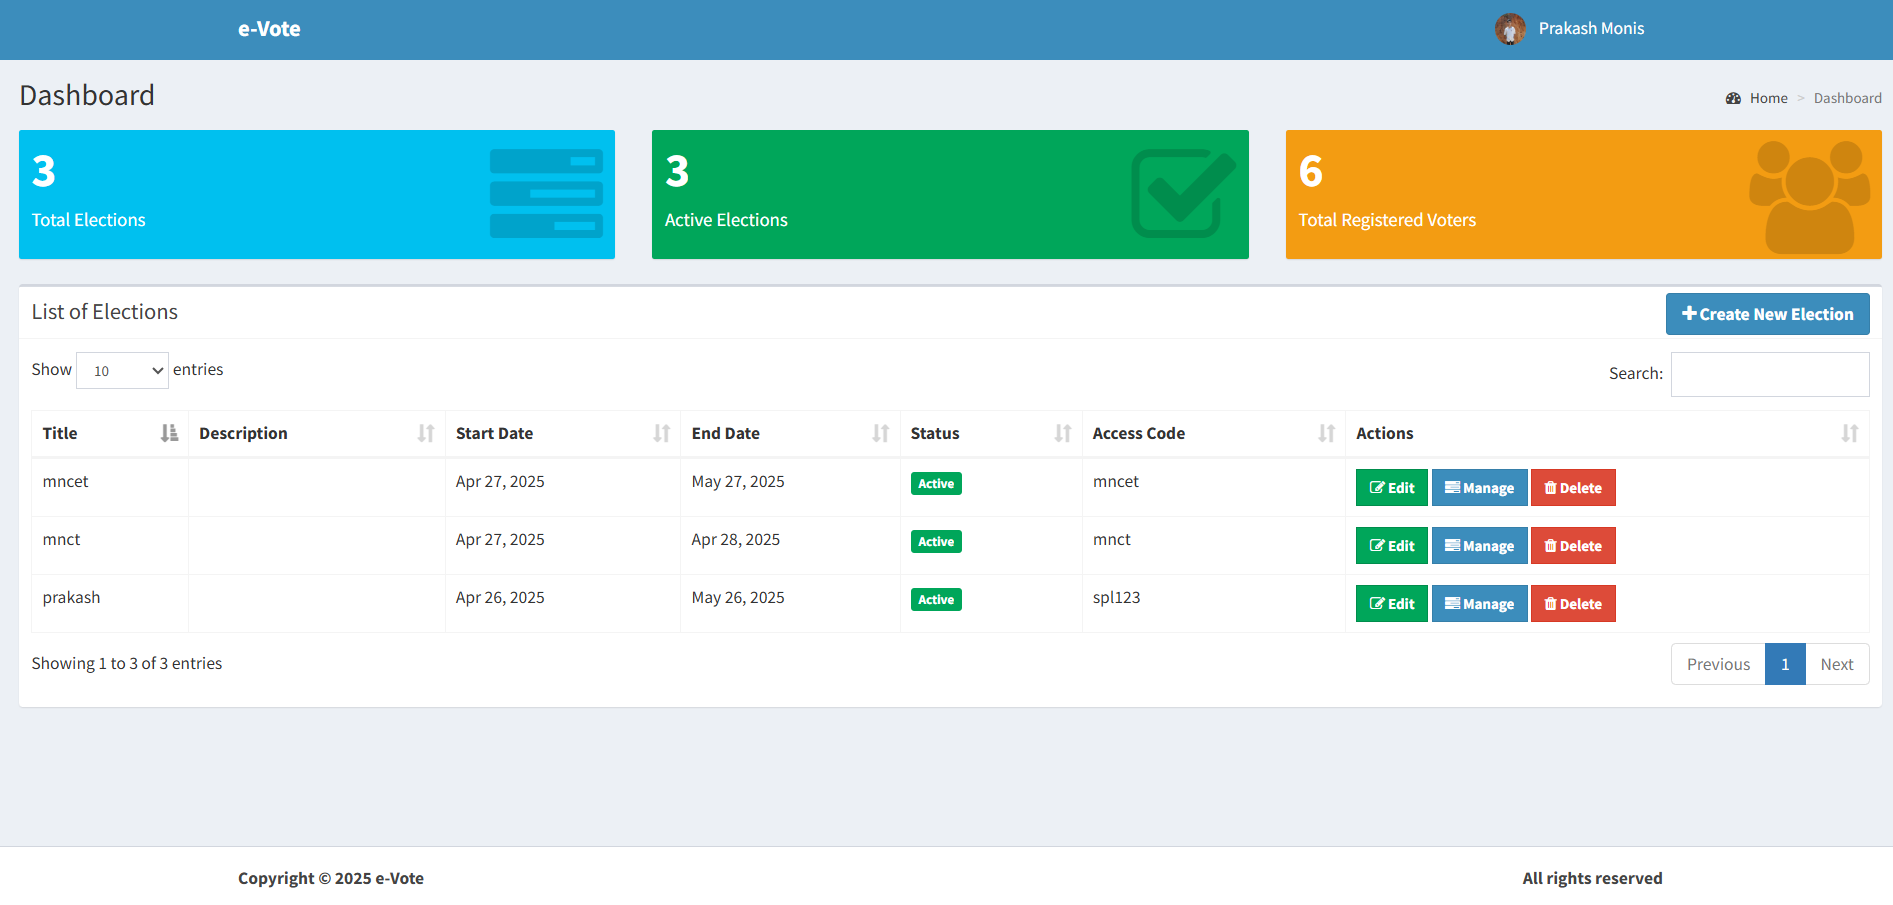 e-Vote
Prakash Monis
Dashboard
Home > Dashboard
3
Total Elections
3
Active Elections
6
Total Registered Voters
List of Elections
Create New Election
Show 10 entries
Search:
Title Description Start Date End Date Status Access Code Actions
mncet Apr 27, 2025 May 27, 2025 Active mncet Edit Manage Delete
mnct Apr 27, 2025 Apr 28, 2025 Active mnct Edit Manage Delete
prakash Apr 26, 2025 May 26, 2025 Active spl123 Edit Manage Delete
Showing 1 to 3 of 3 entries
Previous 1 Next
Copyright © 2025 e-Vote
All rights reserved